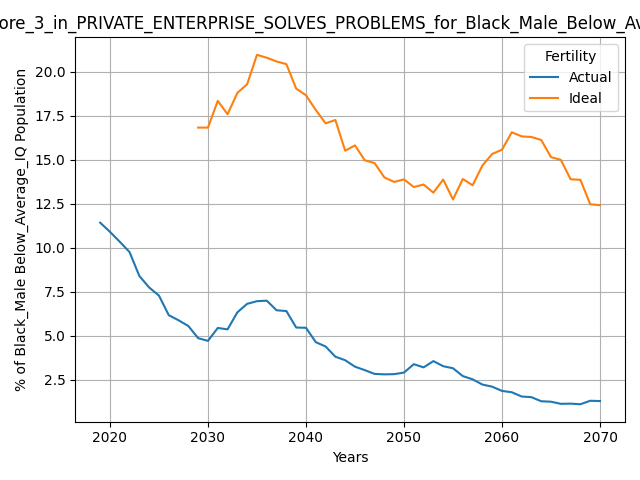 ore_3_in_PRIVATE_ENTERPRISE_SOLVES_PROBLEMS_for_Black_Male_Below_Av
Fertility
Actual
Ideal
% of Black_Male Below_Average_IQ Population
20.0
17.5
15.0
12.5
10.0
7.5
5.0
2.5
2020 2030 2040 2050 2060 2070
Years